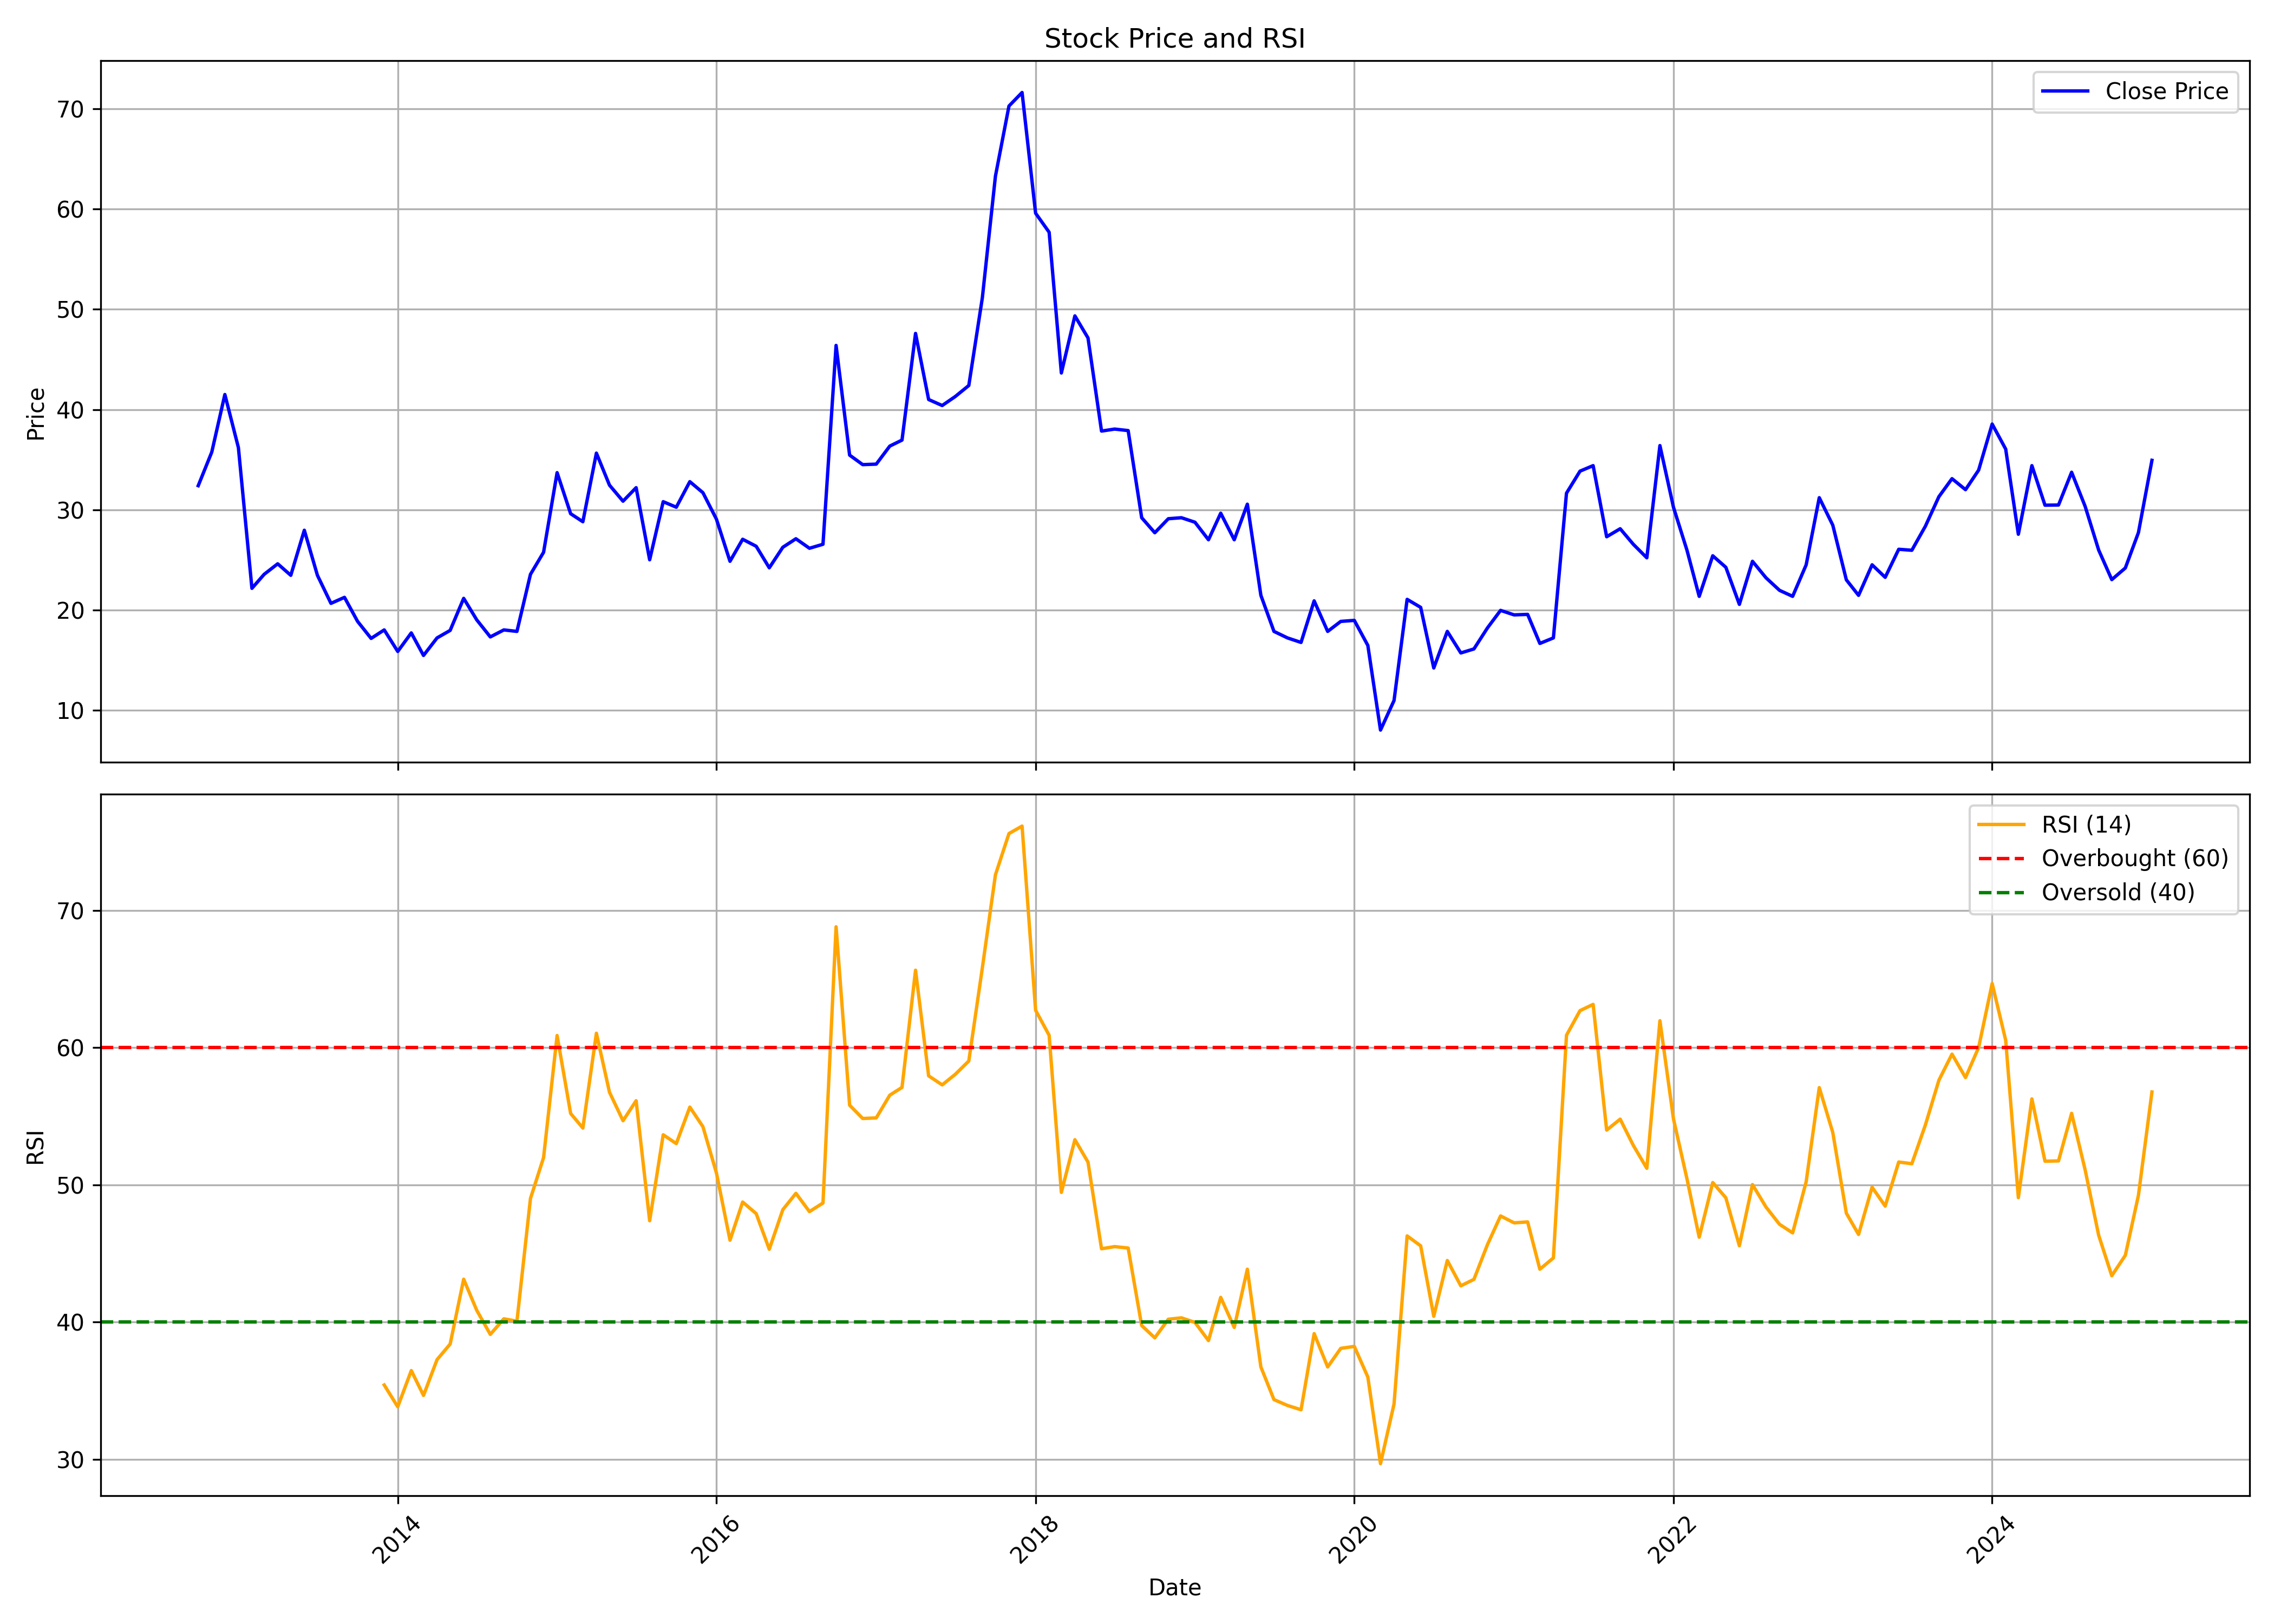 Stock Price and RSI
Close Price
70
60
50
40
30
20
10
Price
RSI (14)
Overbought (60)
Oversold (40)
70
60
50
40
30
RSI
2014
2016
2018
2020
2022
2024
Date